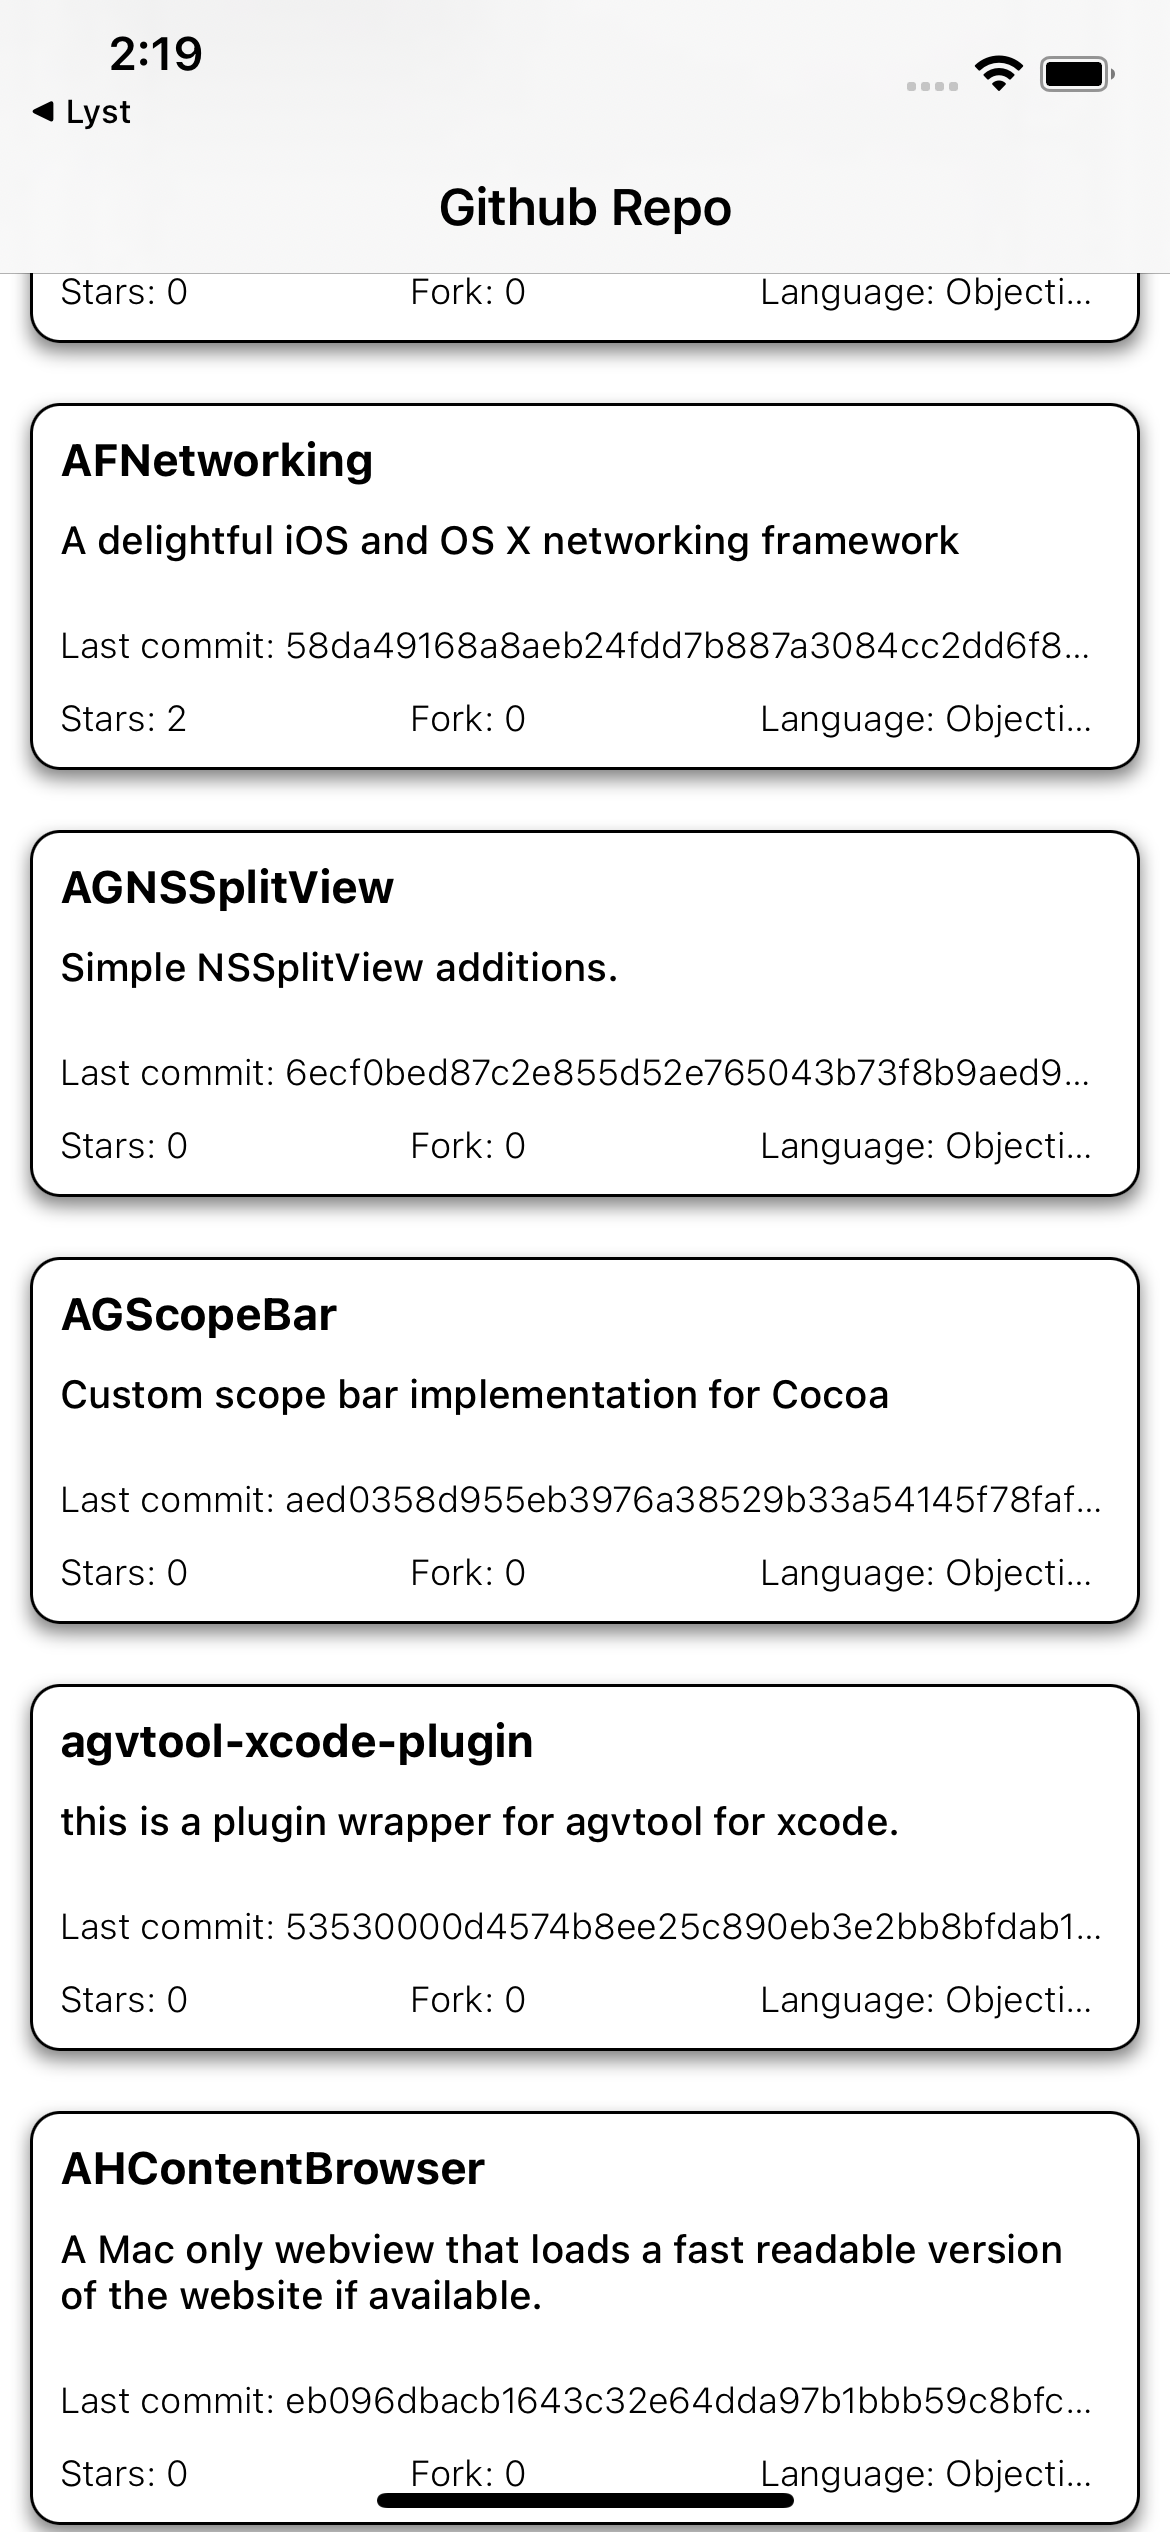 2:19
◀ Lyst
Github Repo
Stars: 0 Fork: 0 Language: Objecti...
AFNetworking
A delightful iOS and OS X networking framework
Last commit: 58da49168a8aeb24fdd7b887a3084cc2dd6f8...
Stars: 2 Fork: 0 Language: Objecti...
AGNSSplitView
Simple NSSplitView additions.
Last commit: 6ecf0bed87c2e855d52e765043b73f8b9aed9...
Stars: 0 Fork: 0 Language: Objecti...
AGScopeBar
Custom scope bar implementation for Cocoa
Last commit: aed0358d955eb3976a38529b33a54145f78faf...
Stars: 0 Fork: 0 Language: Objecti...
agvtool-xcode-plugin
this is a plugin wrapper for agvtool for xcode.
Last commit: 53530000d4574b8ee25c890eb3e2bb8bfdab1...
Stars: 0 Fork: 0 Language: Objecti...
AHContentBrowser
A Mac only webview that loads a fast readable version
of the website if available.
Last commit: eb096dbacb1643c32e64dda97b1bbb59c8bfc...
Stars: 0 Fork: 0 Language: Objecti...